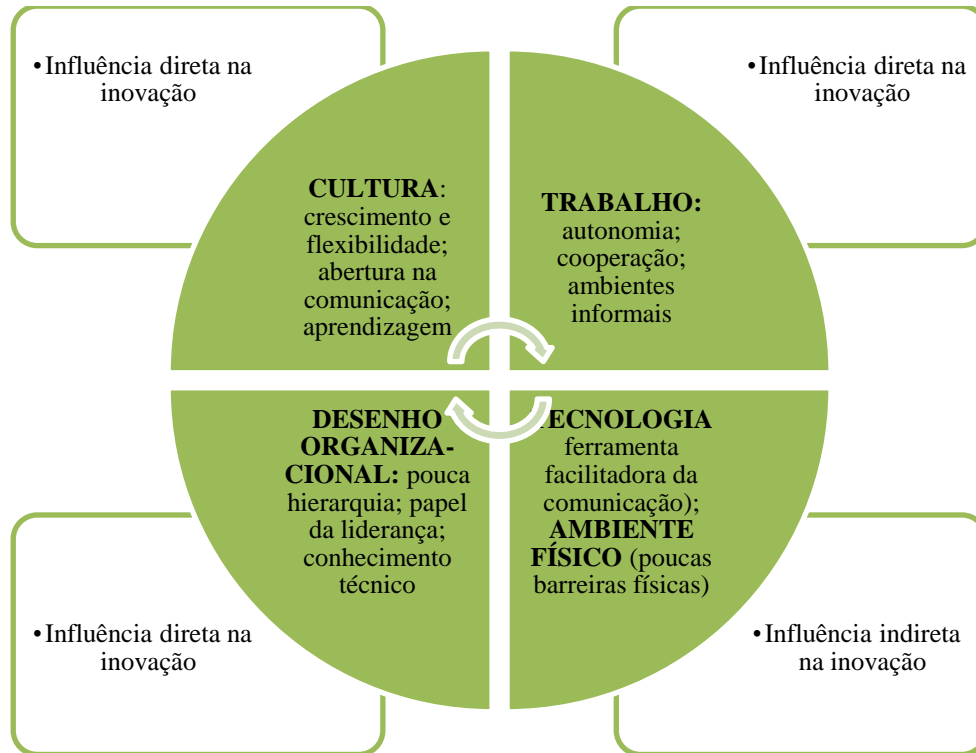 •Influência direta na
inovação
•Influência direta na
inovação
CULTURA:
crescimento e
flexibilidade;
abertura na
comunicação;
aprendizagem
TRABALHO:
autonomia;
cooperação;
ambientes
informais
DESENHO
ORGANIZA-
CIONAL: pouca
hierarquia; papel
da liderança;
conhecimento
técnico
TECNOLOGIA
ferramenta
facilitadora da
comunicação);
AMBIENTE
FÍSICO (poucas
barreiras físicas)
•Influência direta na
inovação
•Influência indireta
na inovação